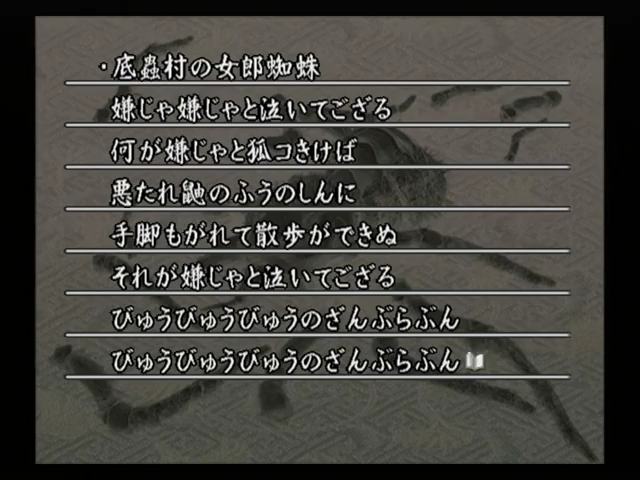 ・底蟲村の女郎蜘蛛
嫌じゃ嫌じゃと泣いてござる
何が嫌じゃと狐コきけば
悪たれ鼬のふうのしんに
手脚もがれて散歩ができぬ
それが嫌じゃと泣いてござる
びゅうびゅうびゅうのざんぶらぶん
びゅうびゅうびゅうのざんぶらぶん